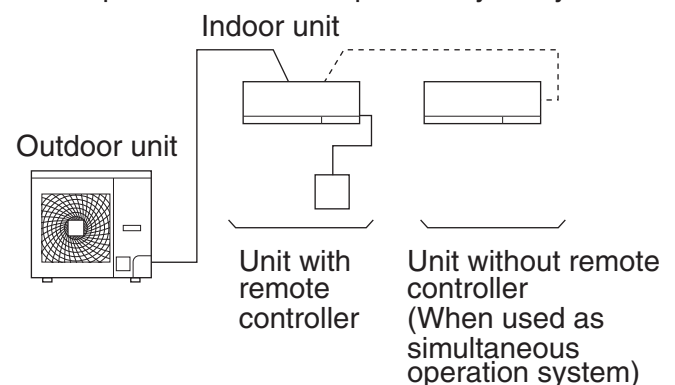 Indoor unit
Outdoor unit
Unit with
remote
controller
Unit without remote
controller
(When used as
simultaneous
operation system)